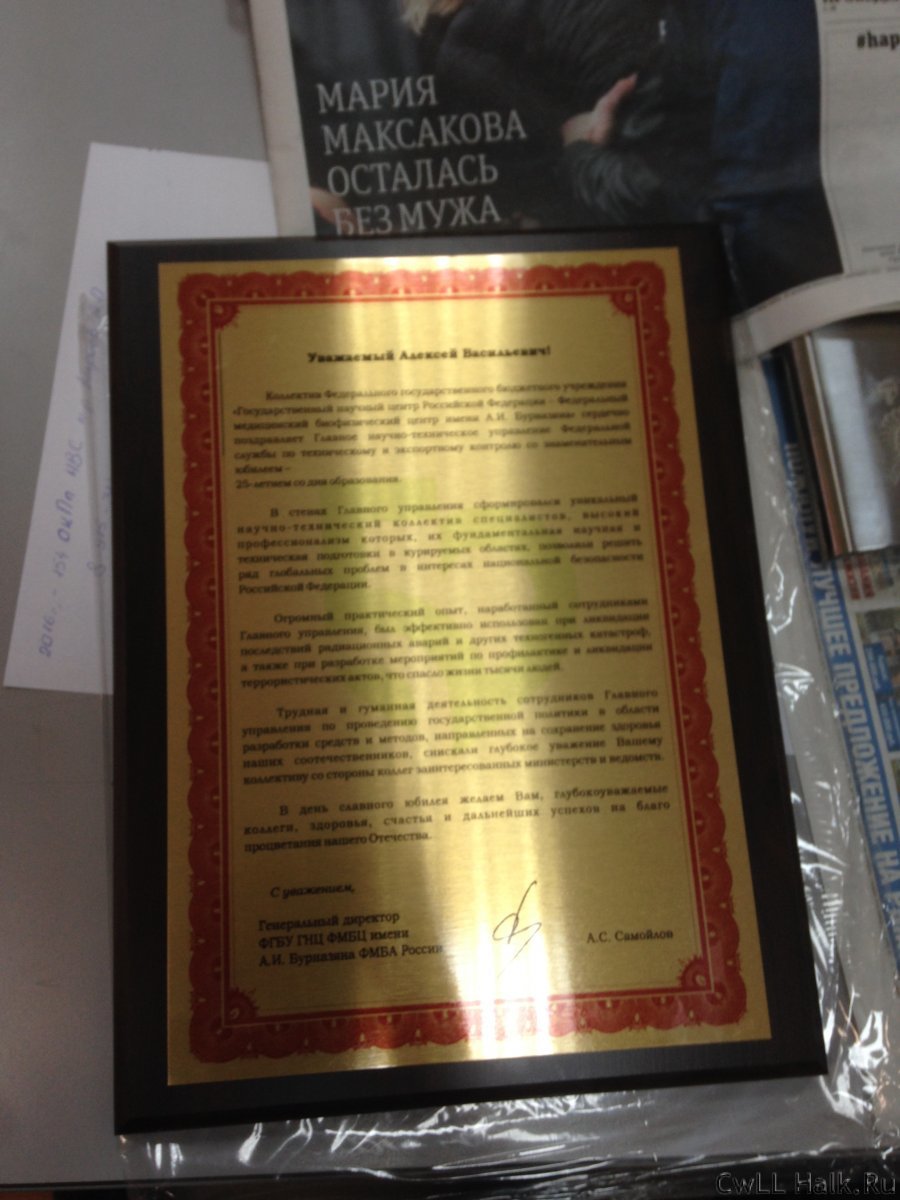 МАРИЯ
МАКСАКОВА
ОСТАЛАСЬ
БЕЗ МУЖА
#hap
Уважаемый Алексей Васильевич!
Коллектив Федерального государственного бюджетного учреждения
«Государственный научный центр Российской Федерации – Федеральный
медицинский биофизический центр имени А.И. Бурназяна» сердечно
поздравляет Главное научно-техническое управление Федеральной
службы по техническому и экспортному контролю со знаменательным
юбилеем –
25-летием со дня образования.
В стенах Главного управления сформировался уникальный
научно-технический коллектив специалистов, высокий
профессионализм которых, их фундаментальная научная и
техническая подготовки в курируемых областях, позволили решить
ряд глобальных проблем в интересах национальной безопасности
Российской Федерации.
Огромный практический опыт, наработанный сотрудниками
Главного управления, был эффективно использован при ликвидации
последствий радиационных аварий и других техногенных катастроф,
а также при разработке мероприятий по профилактике и ликвидации
террористических актов, что спасло жизни тысячи людей.
Трудная и гуманная деятельность сотрудников Главного
управления по проведению государственной политики в области
разработки средств и методов, направленных на сохранение здоровья
наших соотечественников, снискали глубокое уважение Вашему
коллективу со стороны коллег заинтересованных министерств и ведомств.
В день славного юбилея желаем Вам, глубокоуважаемые
коллеги, здоровья, счастья и дальнейших успехов на благо
процветания нашего Отечества.
С уважением,
Генеральный директор
ФГБУ ГНЦ ФМБЦ имени
А.И. Бурназяна ФМБА России
А.С. Самойлов
ЛУЧШЕЕ ПРЕДЛОЖЕНИЕ НА
CwLL Halk.Ru